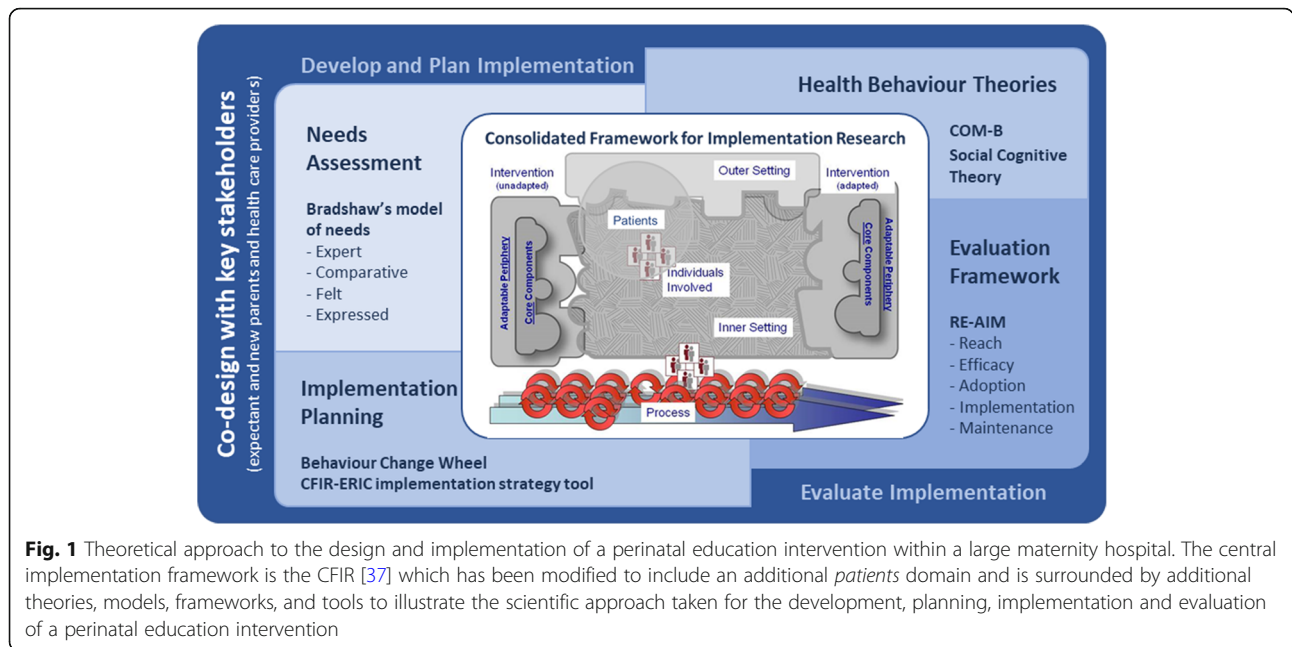 Co-design with key stakeholders
(expectant and new parents and health care providers)
Develop and Plan Implementation
Needs
Assessment
Bradshaw's model
of needs
- Expert
- Comparative
- Felt
- Expressed
Implementation
Planning
Behaviour Change Wheel
CFIR-ERIC implementation strategy tool
Consolidated Framework for Implementation Research
Intervention
(unadapted)
Outer Setting
Intervention
(adapted)
Adaptable Periphery
Core Components
Patients
Individuals
Involved
Inner Setting
Core Components
Adaptable Periphery
Process
Health Behaviour Theories
COM-B
Social Cognitive
Theory
Evaluation
Framework
RE-AIM
- Reach
- Efficacy
- Adoption
- Implementation
- Maintenance
Evaluate Implementation
Fig. 1 Theoretical approach to the design and implementation of a perinatal education intervention within a large maternity hospital. The central
implementation framework is the CFIR [37] which has been modified to include an additional patients domain and is surrounded by additional
theories, models, frameworks, and tools to illustrate the scientific approach taken for the development, planning, implementation and evaluation
of a perinatal education intervention